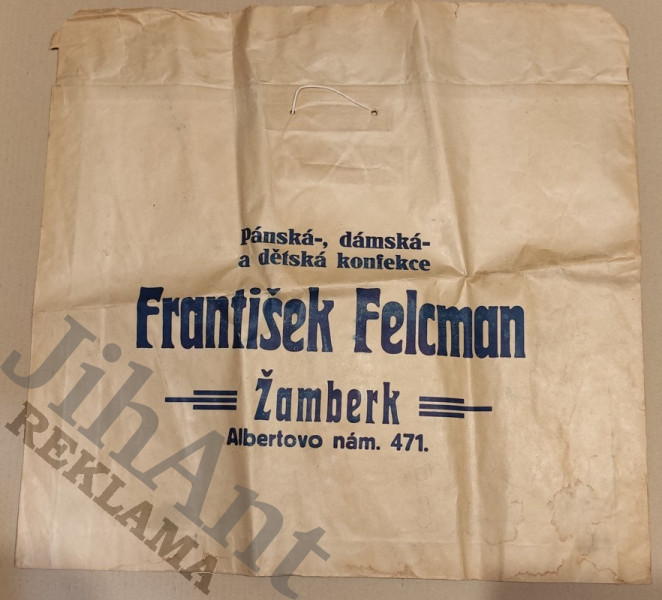 Pánská-, dámská-
a dětská konfekce
František Felcman
Žamberk
Albertovo nám. 471.
JihAnt
REKLAMA